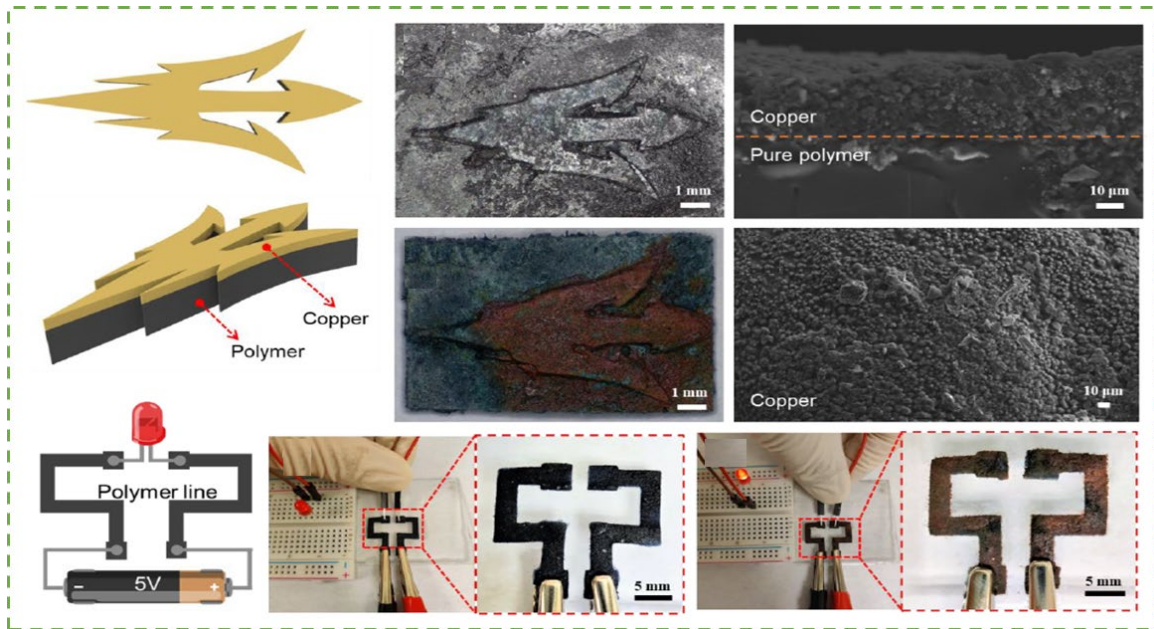 1 mm
Copper
Pure polymer
10 μm
Copper
Polymer
1 mm
Copper
10 μm
Polymer line
− 5V +
5 mm
5 mm